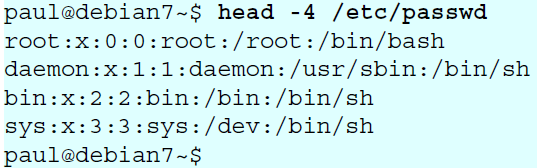 paul@debian7~$ head -4 /etc/passwd
root:x:0:0:root:/root:/bin/bash
daemon:x:1:1:daemon:/usr/sbin:/bin/sh
bin:x:2:2:bin:/bin:/bin/sh
sys:x:3:3:sys:/dev:/bin/sh
paul@debian7~$